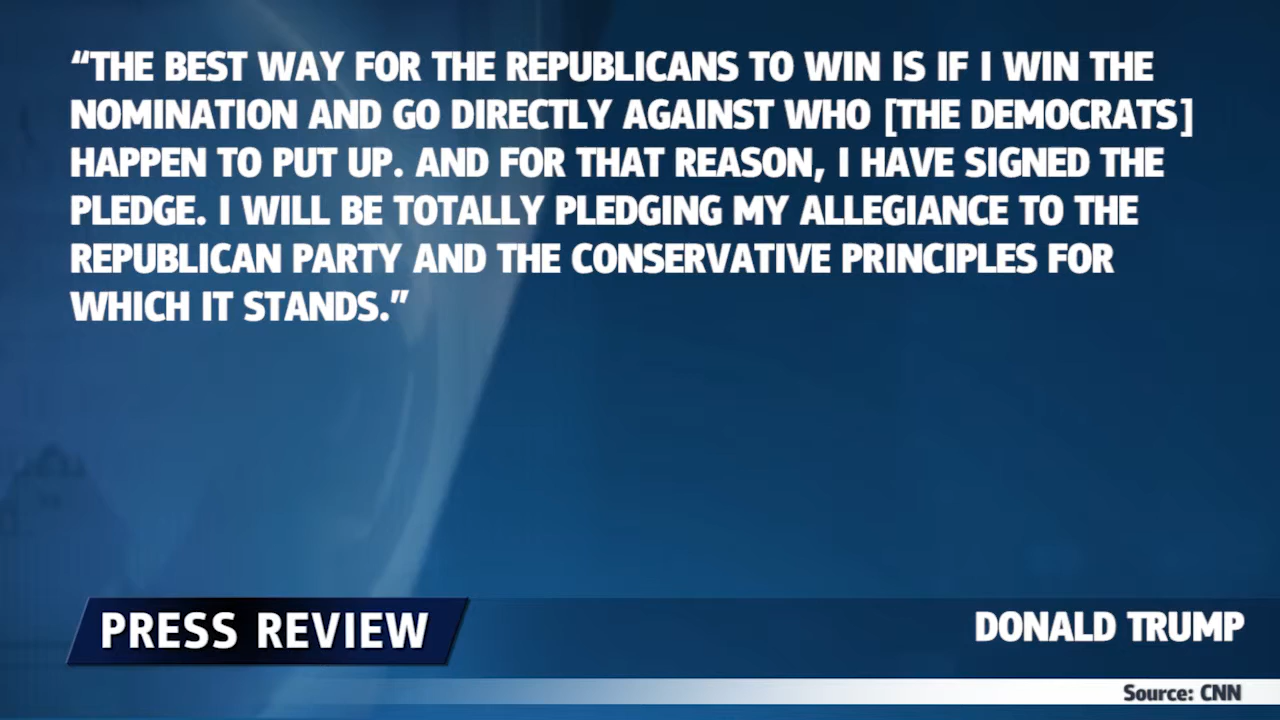 “THE BEST WAY FOR THE REPUBLICANS TO WIN IS IF I WIN THE
NOMINATION AND GO DIRECTLY AGAINST WHO [THE DEMOCRATS]
HAPPEN TO PUT UP. AND FOR THAT REASON, I HAVE SIGNED THE
PLEDGE. I WILL BE TOTALLY PLEDGING MY ALLEGIANCE TO THE
REPUBLICAN PARTY AND THE CONSERVATIVE PRINCIPLES FOR
WHICH IT STANDS.”
PRESS REVIEW
DONALD TRUMP
Source: CNN